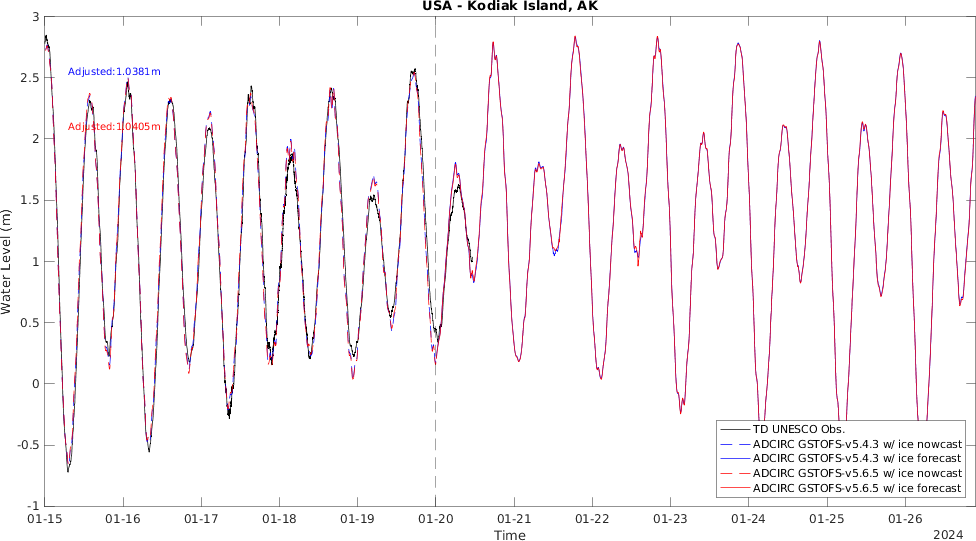 USA - Kodiak Island, AK
3
2.5
2
1.5
1
0.5
0
-0.5
-1
Water Level (m)
Adjusted:1.0381m
Adjusted:1.0405m
TD UNESCO Obs.
ADCIRC GSTOFS-v5.4.3 w/ ice nowcast
ADCIRC GSTOFS-v5.4.3 w/ ice forecast
ADCIRC GSTOFS-v5.6.5 w/ ice nowcast
ADCIRC GSTOFS-v5.6.5 w/ ice forecast
01-15 01-16 01-17 01-18 01-19 01-20 01-21 01-22 01-23 01-24 01-25 01-26
Time
2024